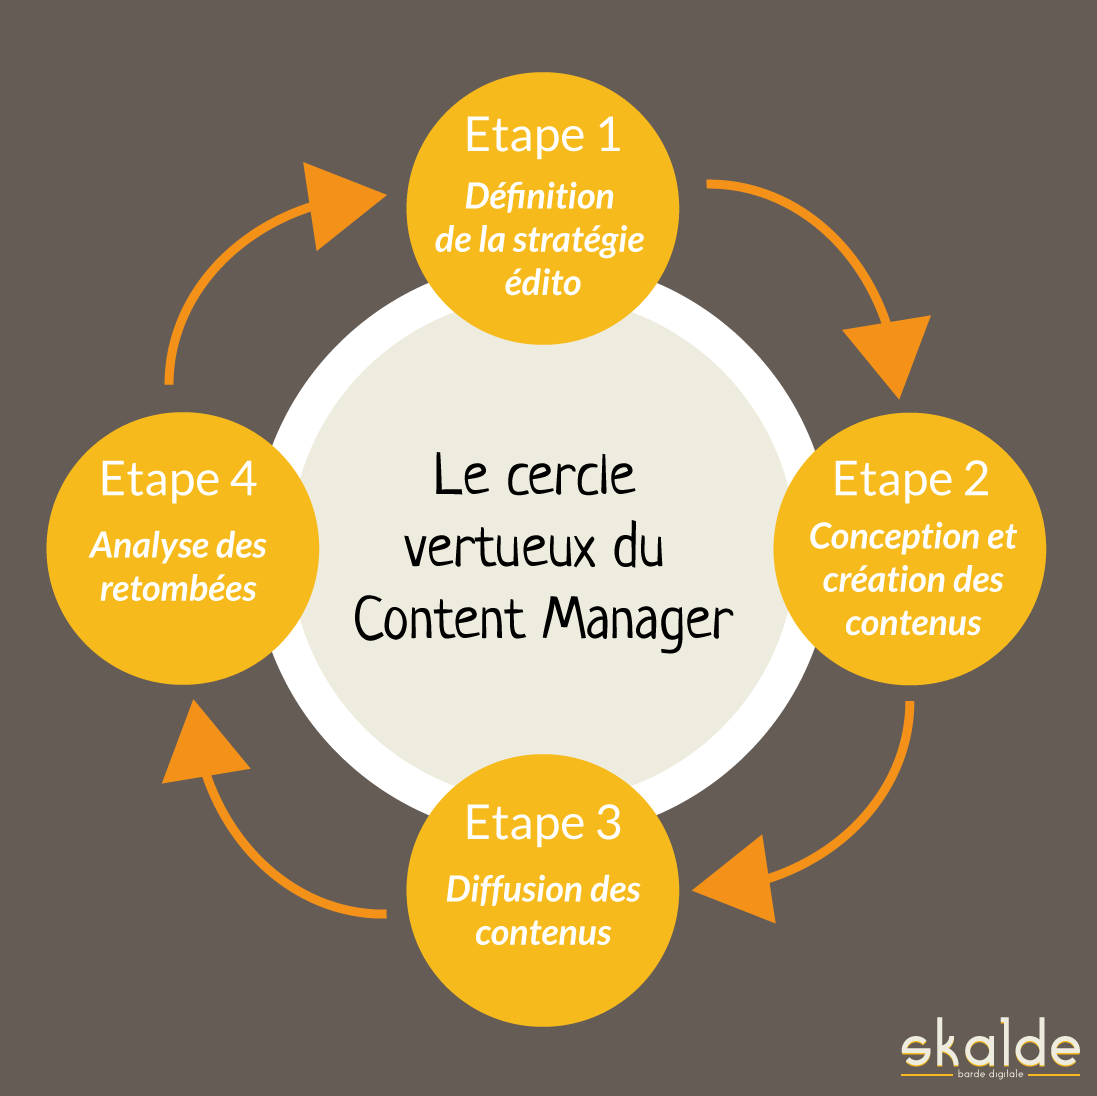 Etape 1
Définition
de la stratégie
édito
Etape 2
Conception et
création des
contenus
Etape 3
Diffusion des
contenus
Etape 4
Analyse des
retombées
Le cercle
vertueux du
Content Manager
skalde
barde digitale